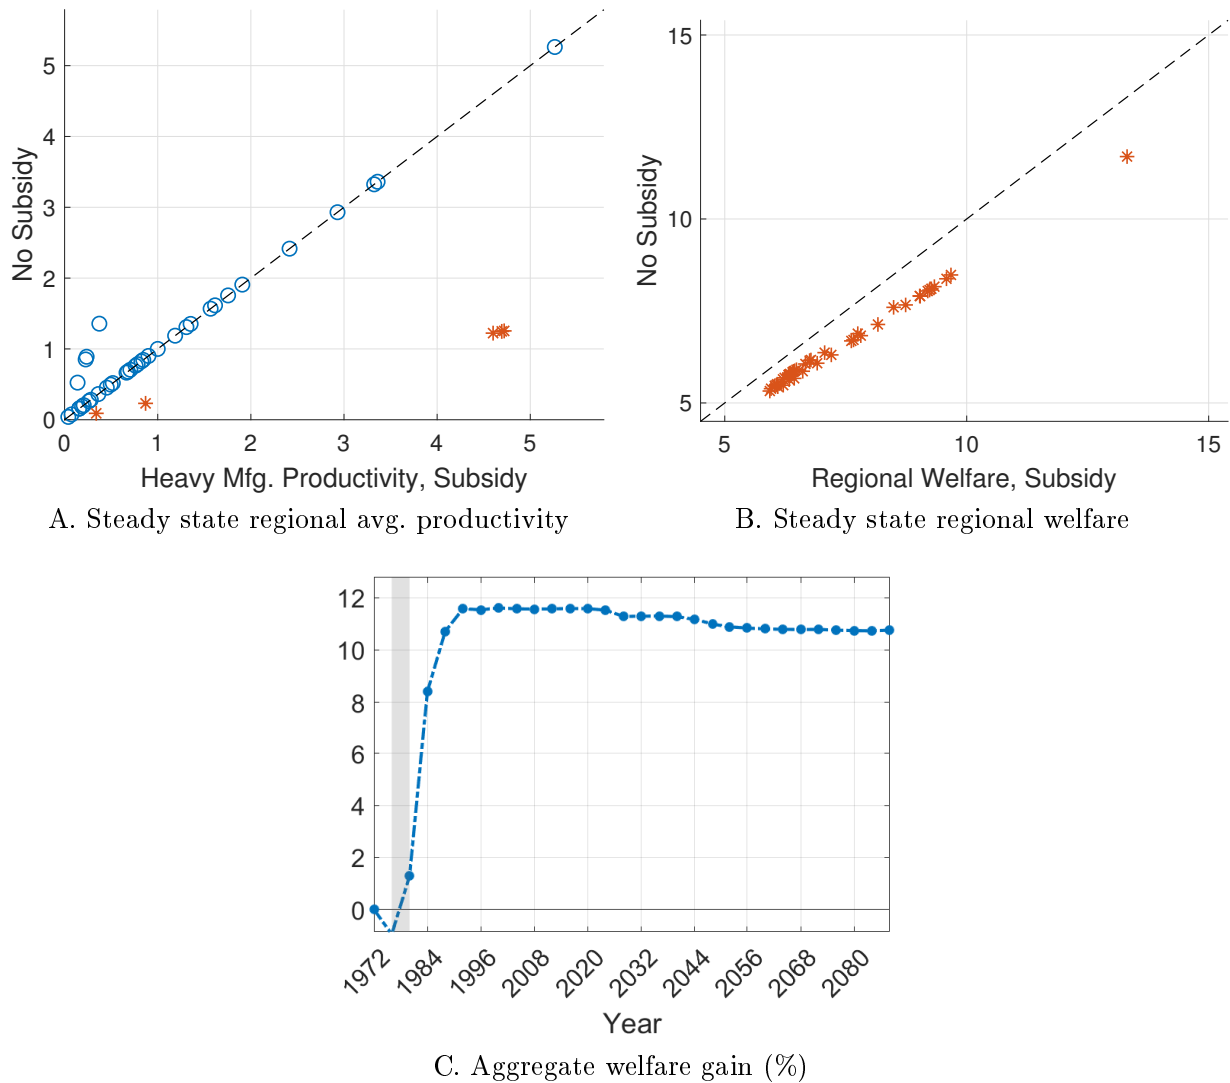 No Subsidy
5
4
3
2
1
0
0 1 2 3 4 5
Heavy Mfg. Productivity, Subsidy
A. Steady state regional avg. productivity
No Subsidy
15
10
5
5 10 15
Regional Welfare, Subsidy
B. Steady state regional welfare
12
10
8
6
4
2
0
1972 1984 1996 2008 2020 2032 2044 2056 2068 2080
Year
C. Aggregate welfare gain (%)